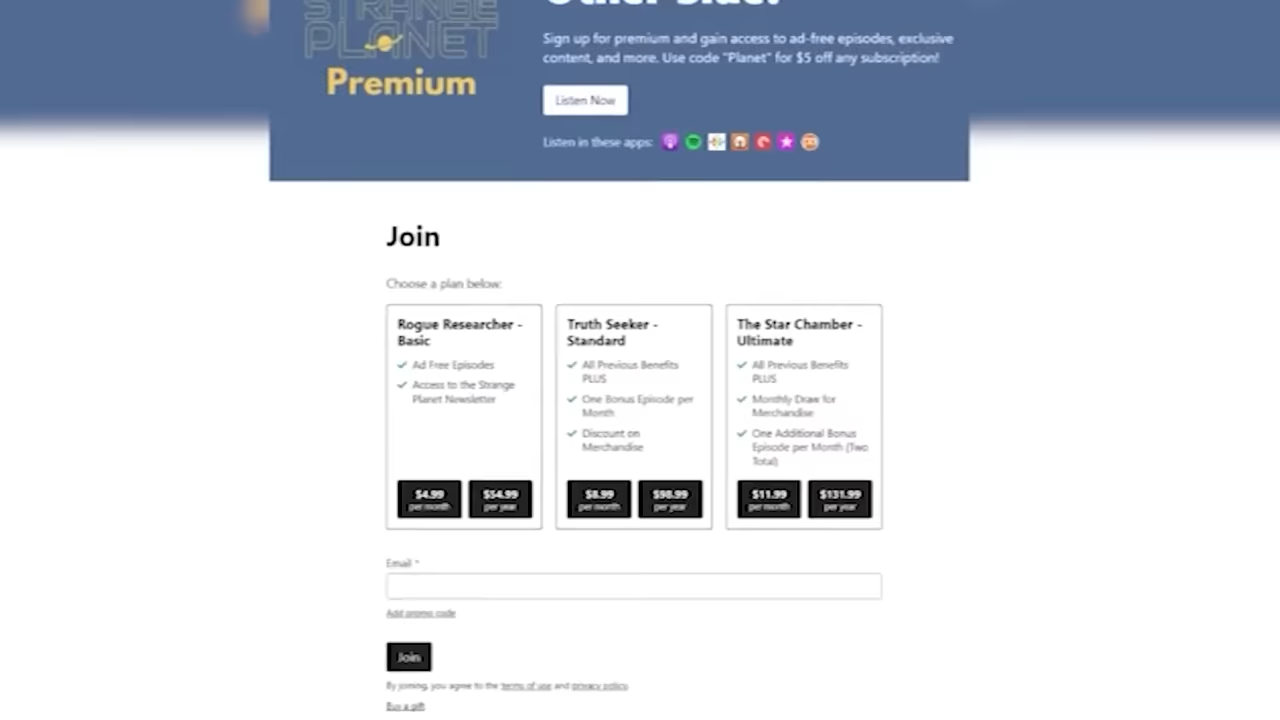 STRANGE
PLANET
Premium
Other Side?
Sign up for premium and gain access to ad-free episodes, exclusive
content, and more. Use code "Planet" for $5 off any subscription!
Listen Now
Listen in these apps:
Join
Choose a plan below:
Rogue Researcher -
Basic
Ad Free Episodes
Access to the Strange
Planet Newsletter
$4.99
per month
$54.99
per year
Truth Seeker -
Standard
All Previous Benefits
PLUS
One Bonus Episode per
Month
Discount on
Merchandise
$8.99
per month
$98.99
per year
The Star Chamber -
Ultimate
All Previous Benefits
PLUS
Monthly Draw for
Merchandise
One Additional Bonus
Episode per Month (Two
Total)
$11.99
per month
$131.99
per year
Email *
Add promo code
Join
By joining, you agree to the terms of use and privacy policy.
Buy a gift